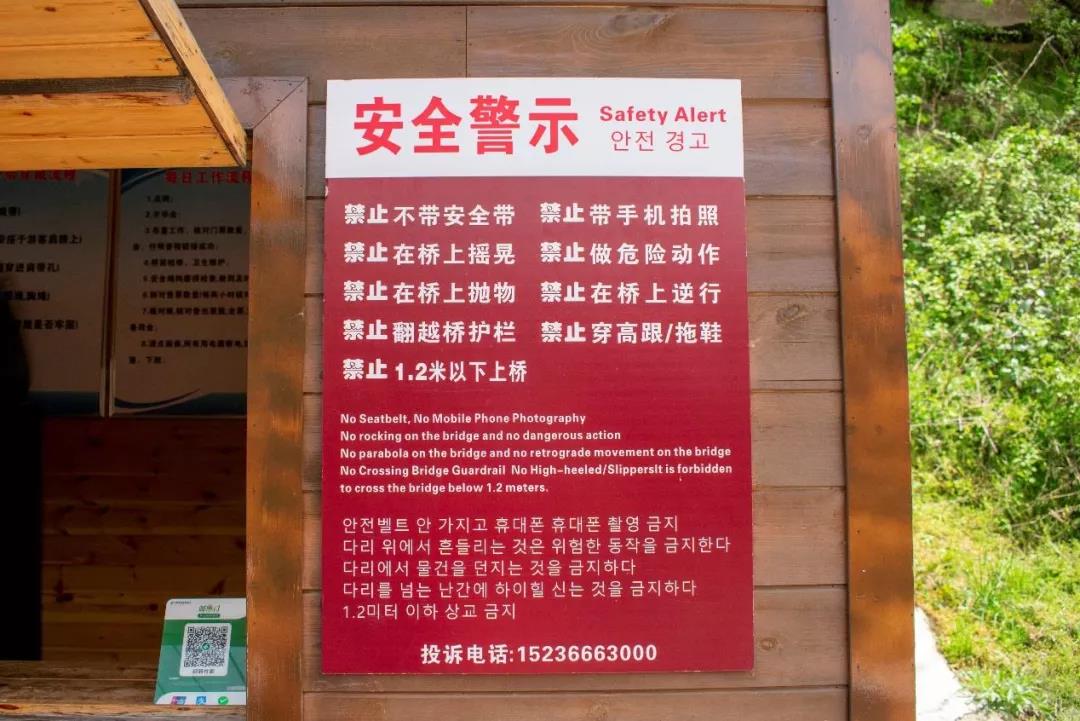 安全警示
Safety Alert
안전 경고
禁止不带安全带 禁止带手机拍照
禁止在桥上摇晃 禁止做危险动作
禁止在桥上抛物 禁止在桥上逆行
禁止翻越桥护栏 禁止穿高跟/拖鞋
禁止1.2米以下上桥
No Seatbelt, No Mobile Phone Photography
No rocking on the bridge and no dangerous action
No parabola on the bridge and no retrograde movement on the bridge
No Crossing Bridge Guardrail No High-heeled/SlippersIt is forbidden
to cross the bridge below 1.2 meters.
안전벨트 안 가지고 휴대폰 휴대폰 촬영 금지
다리 위에서 흔들리는 것은 위험한 동작을 금지한다
다리에서 물건을 던지는 것을 금지하다
다리를 넘는 난간에 하이힐 신는 것을 금지하다
1.2미터 이하 상교 금지
投诉电话:15236663000
每日工作流程
1.点到;